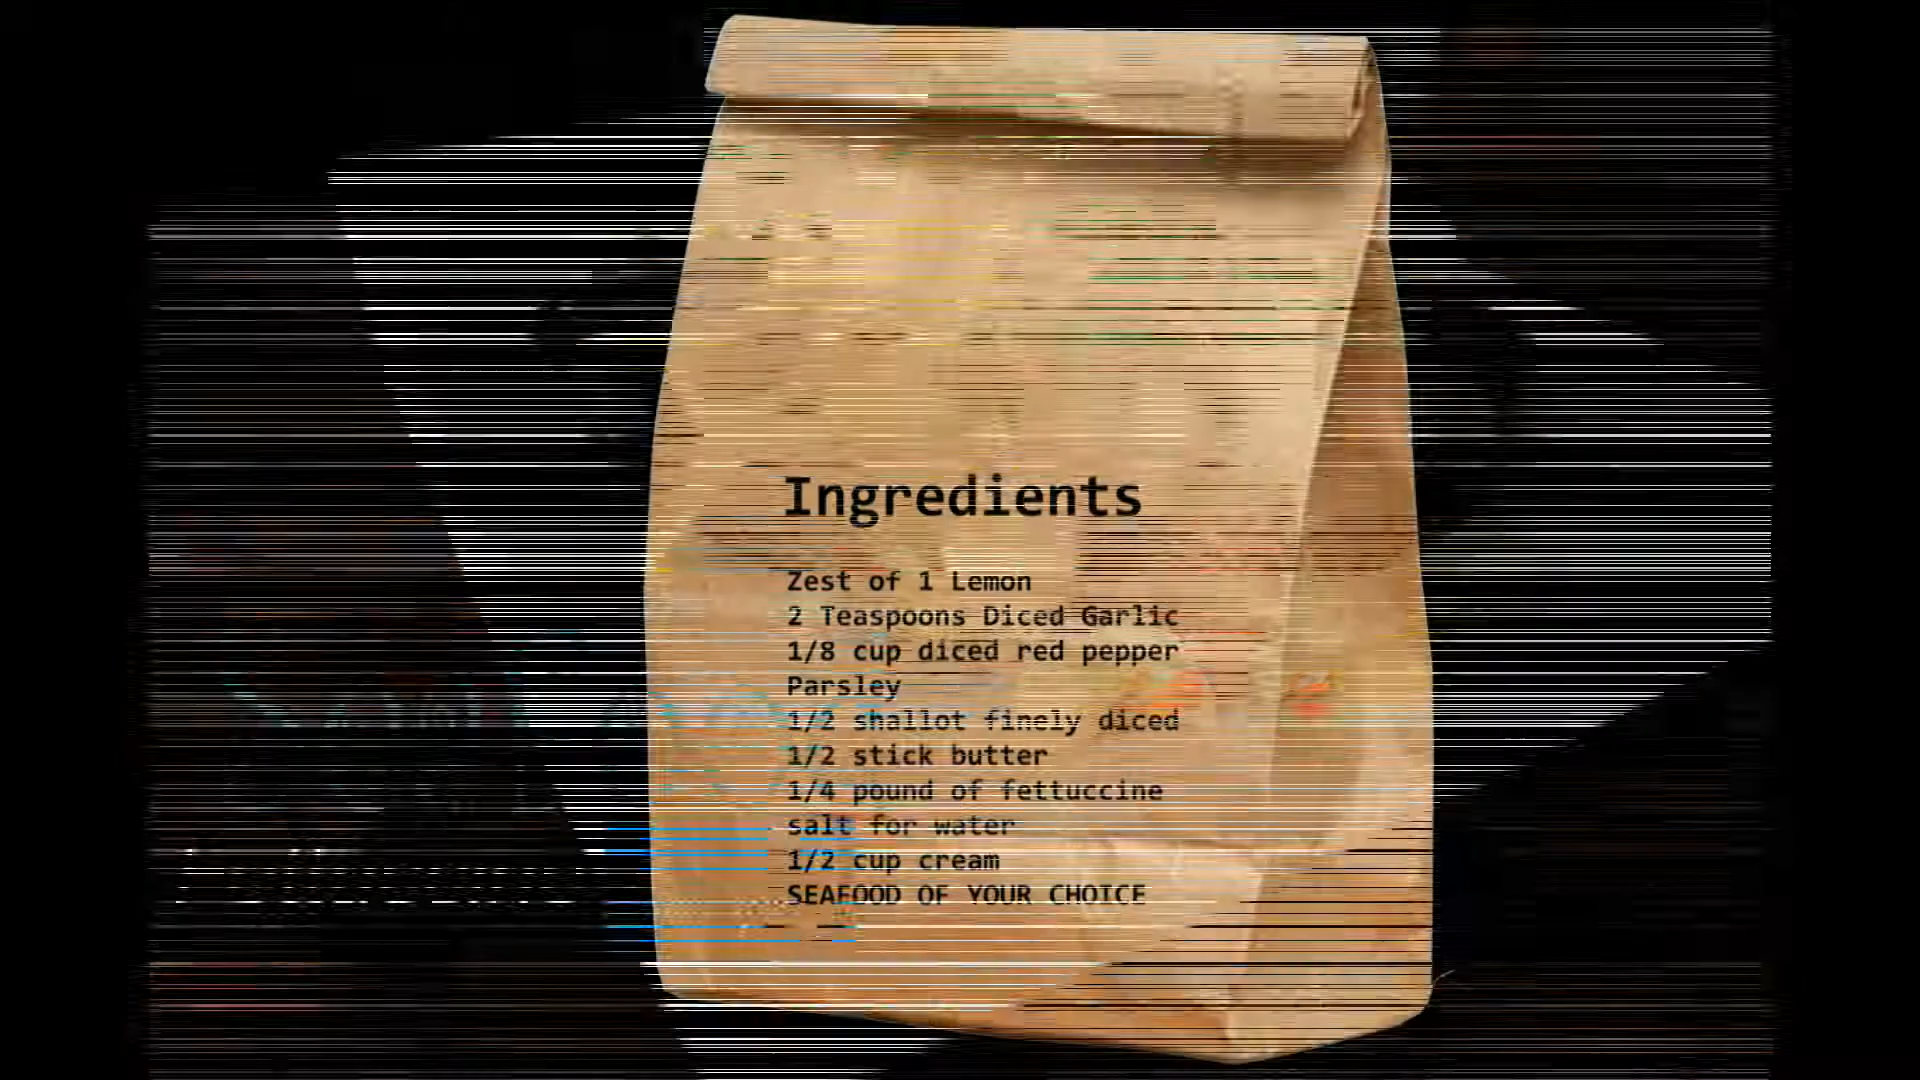 Ingredients
Zest of 1 Lemon
2 Teaspoons Diced Garlic
1/8 cup diced red pepper
Parsley
1/2 shallot finely diced
1/2 stick butter
1/4 pound of fettuccine
salt for water
1/2 cup cream
SEAFOOD OF YOUR CHOICE